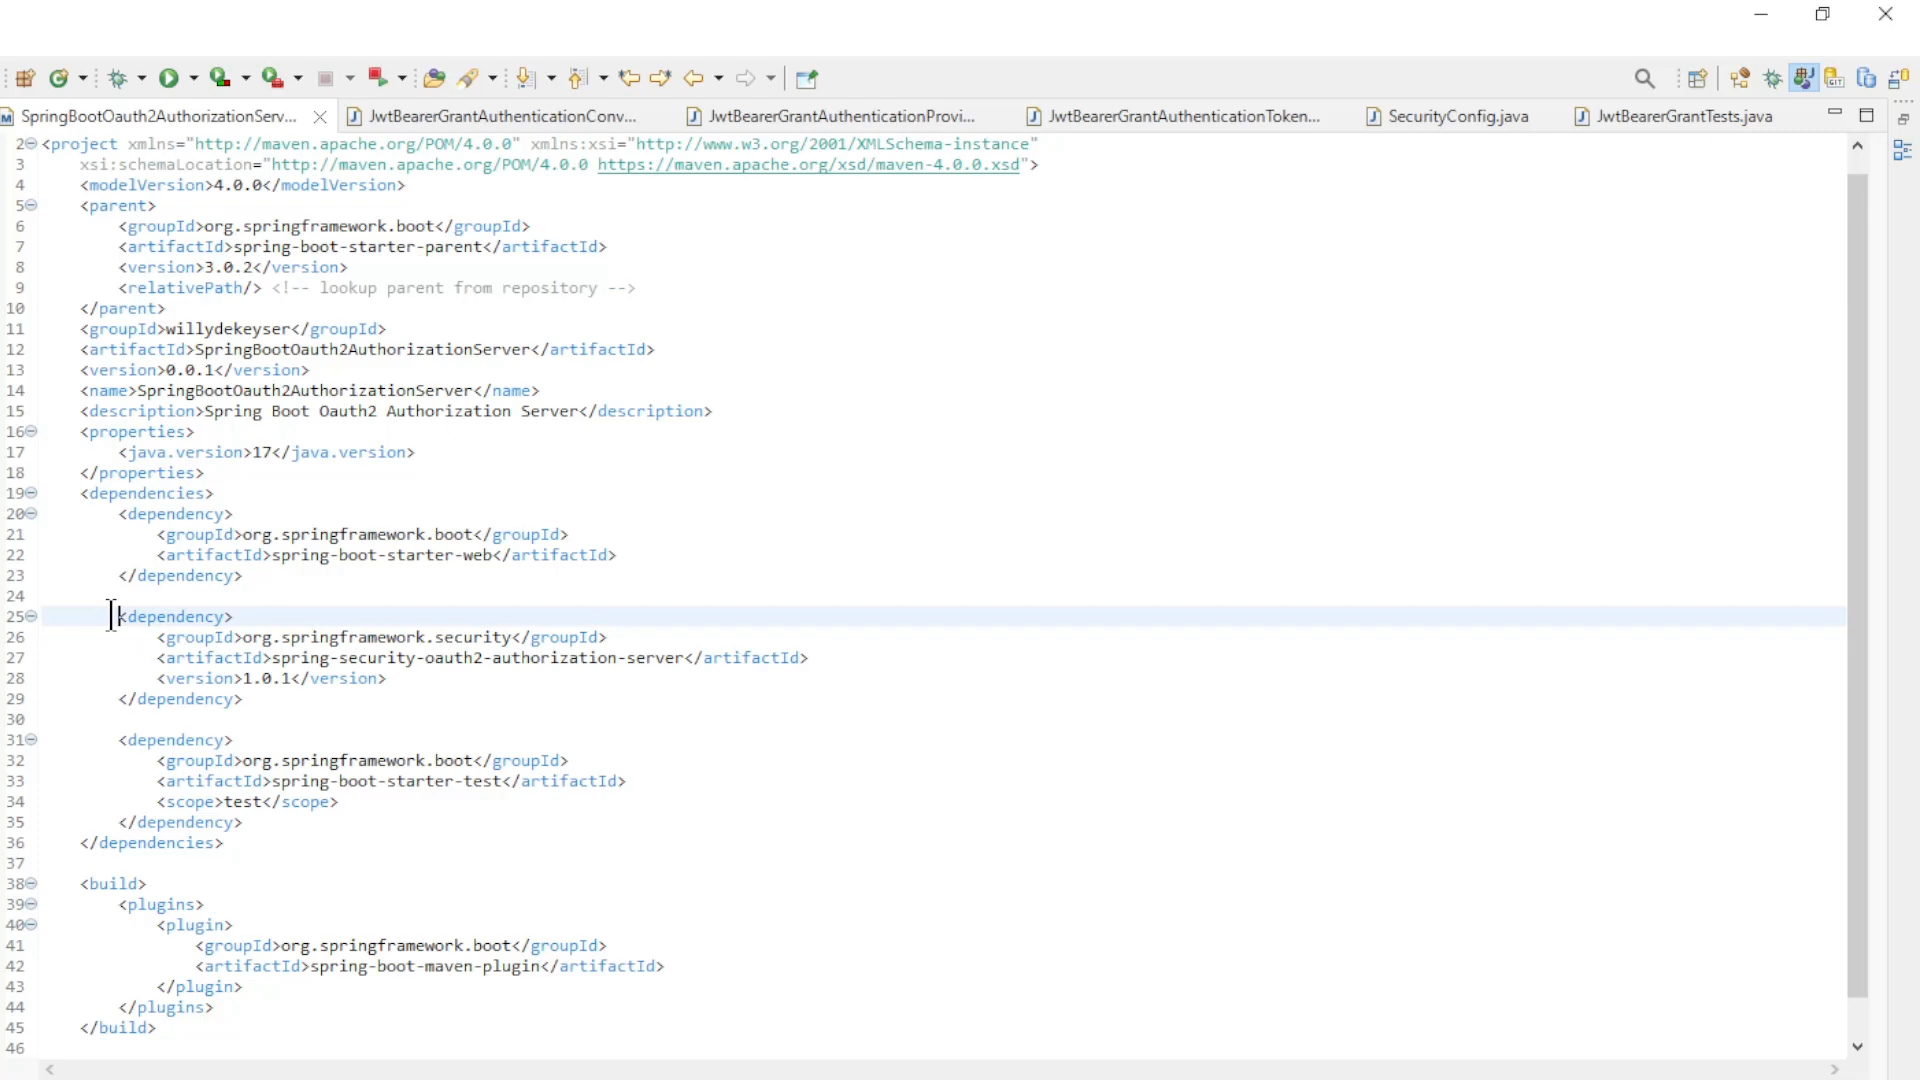 SpringBootOauth2AuthorizationServ...
JwtBearerGrantAuthenticationConv...
JwtBearerGrantAuthenticationProvi...
JwtBearerGrantAuthenticationToken...
SecurityConfig.java
JwtBearerGrantTests.java
2 <project xmlns="http://maven.apache.org/POM/4.0.0" xmlns:xsi="http://www.w3.org/2001/XMLSchema-instance"
3 xsi:schemaLocation="http://maven.apache.org/POM/4.0.0 https://maven.apache.org/xsd/maven-4.0.0.xsd">
4 <modelVersion>4.0.0</modelVersion>
5 <parent>
6 <groupId>org.springframework.boot</groupId>
7 <artifactId>spring-boot-starter-parent</artifactId>
8 <version>3.0.2</version>
9 <relativePath/> <!-- lookup parent from repository -->
10 </parent>
11 <groupId>willydekeyser</groupId>
12 <artifactId>SpringBootOauth2AuthorizationServer</artifactId>
13 <version>0.0.1</version>
14 <name>SpringBootOauth2AuthorizationServer</name>
15 <description>Spring Boot Oauth2 Authorization Server</description>
16 <properties>
17 <java.version>17</java.version>
18 </properties>
19 <dependencies>
20 <dependency>
21 <groupId>org.springframework.boot</groupId>
22 <artifactId>spring-boot-starter-web</artifactId>
23 </dependency>
24
25 <dependency>
26 <groupId>org.springframework.security</groupId>
27 <artifactId>spring-security-oauth2-authorization-server</artifactId>
28 <version>1.0.1</version>
29 </dependency>
30
31 <dependency>
32 <groupId>org.springframework.boot</groupId>
33 <artifactId>spring-boot-starter-test</artifactId>
34 <scope>test</scope>
35 </dependency>
36 </dependencies>
37
38 <build>
39 <plugins>
40 <plugin>
41 <groupId>org.springframework.boot</groupId>
42 <artifactId>spring-boot-maven-plugin</artifactId>
43 </plugin>
44 </plugins>
45 </build>
46